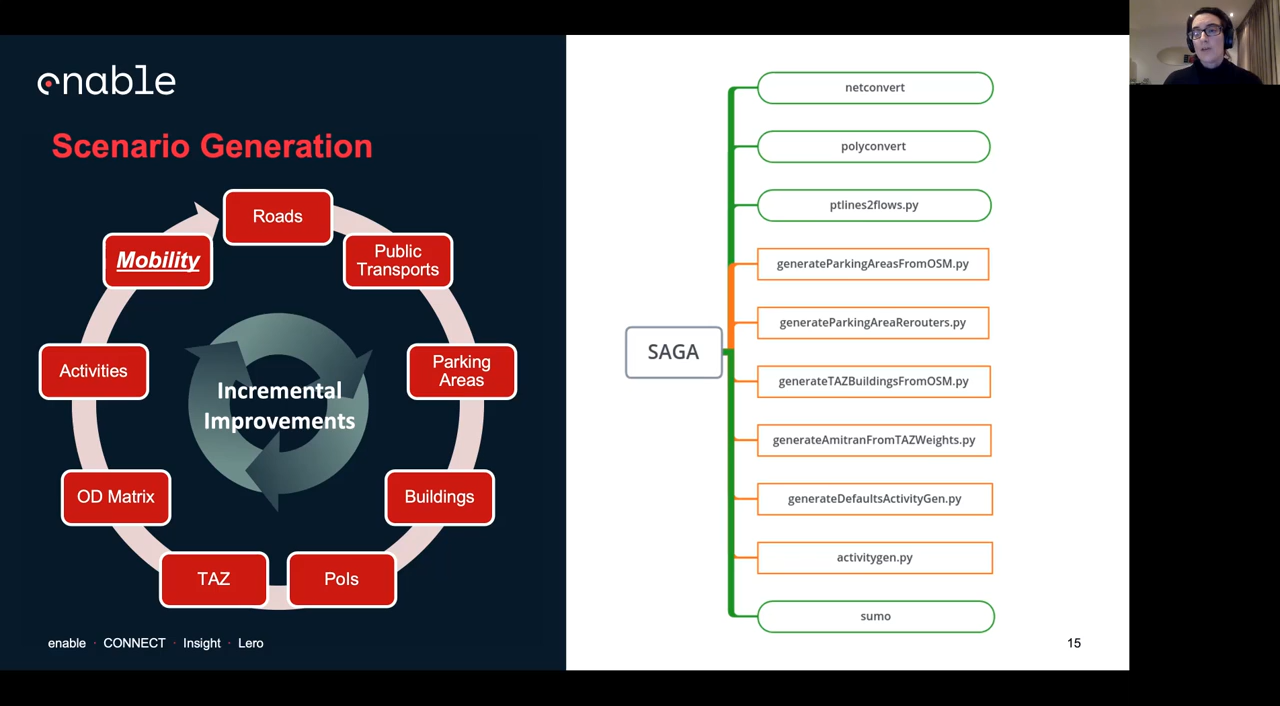 enable
Scenario Generation
Roads
Public
Transports
Parking
Areas
Buildings
PoIs
TAZ
OD Matrix
Activities
Mobility
Incremental
Improvements
enable · CONNECT · Insight · Lero
SAGA
netconvert
polyconvert
ptlines2flows.py
generateParkingAreasFromOSM.py
generateParkingAreaRerouters.py
generateTAZBuildingsFromOSM.py
generateAmitranFromTAZWeights.py
generateDefaultsActivityGen.py
activitygen.py
sumo
15